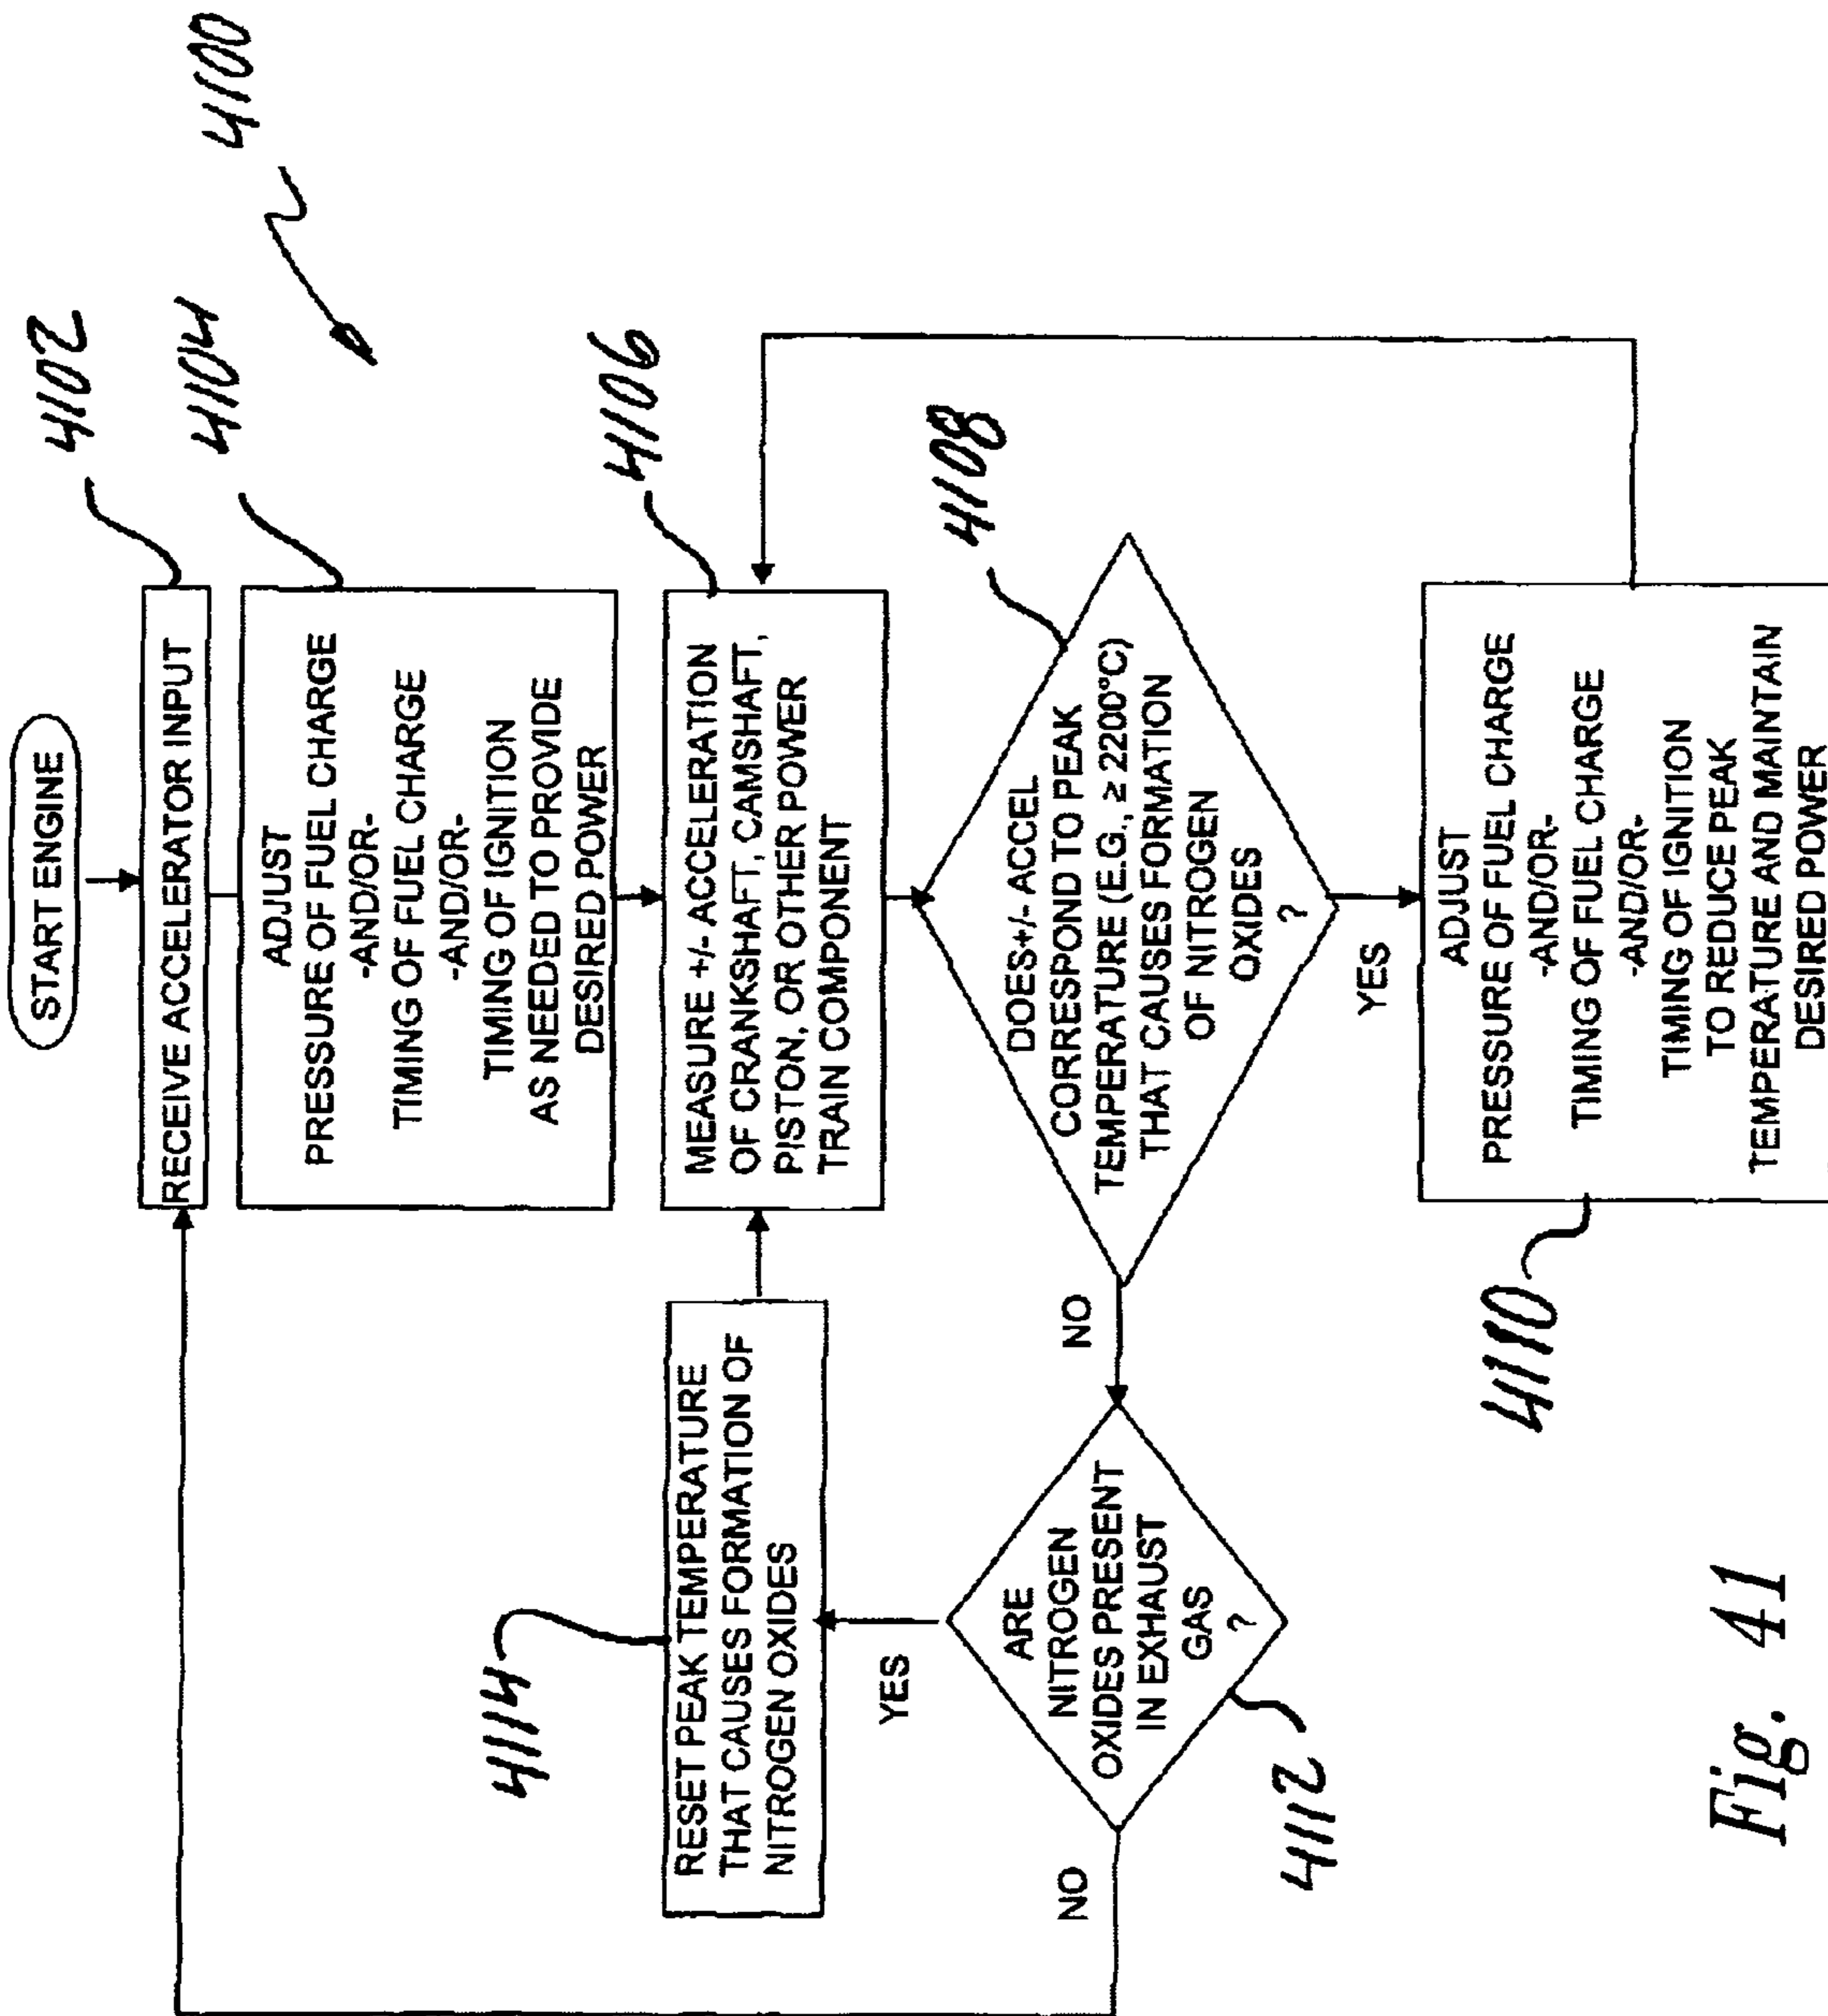 START ENGINE
4102
RECEIVE ACCELERATOR INPUT
4104
4100
ADJUST
PRESSURE OF FUEL CHARGE
-AND/OR-
TIMING OF FUEL CHARGE
-AND/OR-
TIMING OF IGNITION
AS NEEDED TO PROVIDE
DESIRED POWER
4106
MEASURE +/- ACCELERATION
OF CRANKSHAFT, CAMSHAFT,
PISTON, OR OTHER POWER
TRAIN COMPONENT
4114
RESET PEAK TEMPERATURE
THAT CAUSES FORMATION OF
NITROGEN OXIDES
4108
DOES+/- ACCEL
CORRESPOND TO PEAK
TEMPERATURE (E.G., ≥ 2200°C)
THAT CAUSES FORMATION
OF NITROGEN
OXIDES
?
NO
YES
YES
ARE
NITROGEN
OXIDES PRESENT
IN EXHAUST
GAS
?
NO
4112
4110
ADJUST
PRESSURE OF FUEL CHARGE
-AND/OR-
TIMING OF FUEL CHARGE
-AND/OR-
TIMING OF IGNITION
TO REDUCE PEAK
TEMPERATURE AND MAINTAIN
DESIRED POWER
Fig. 41